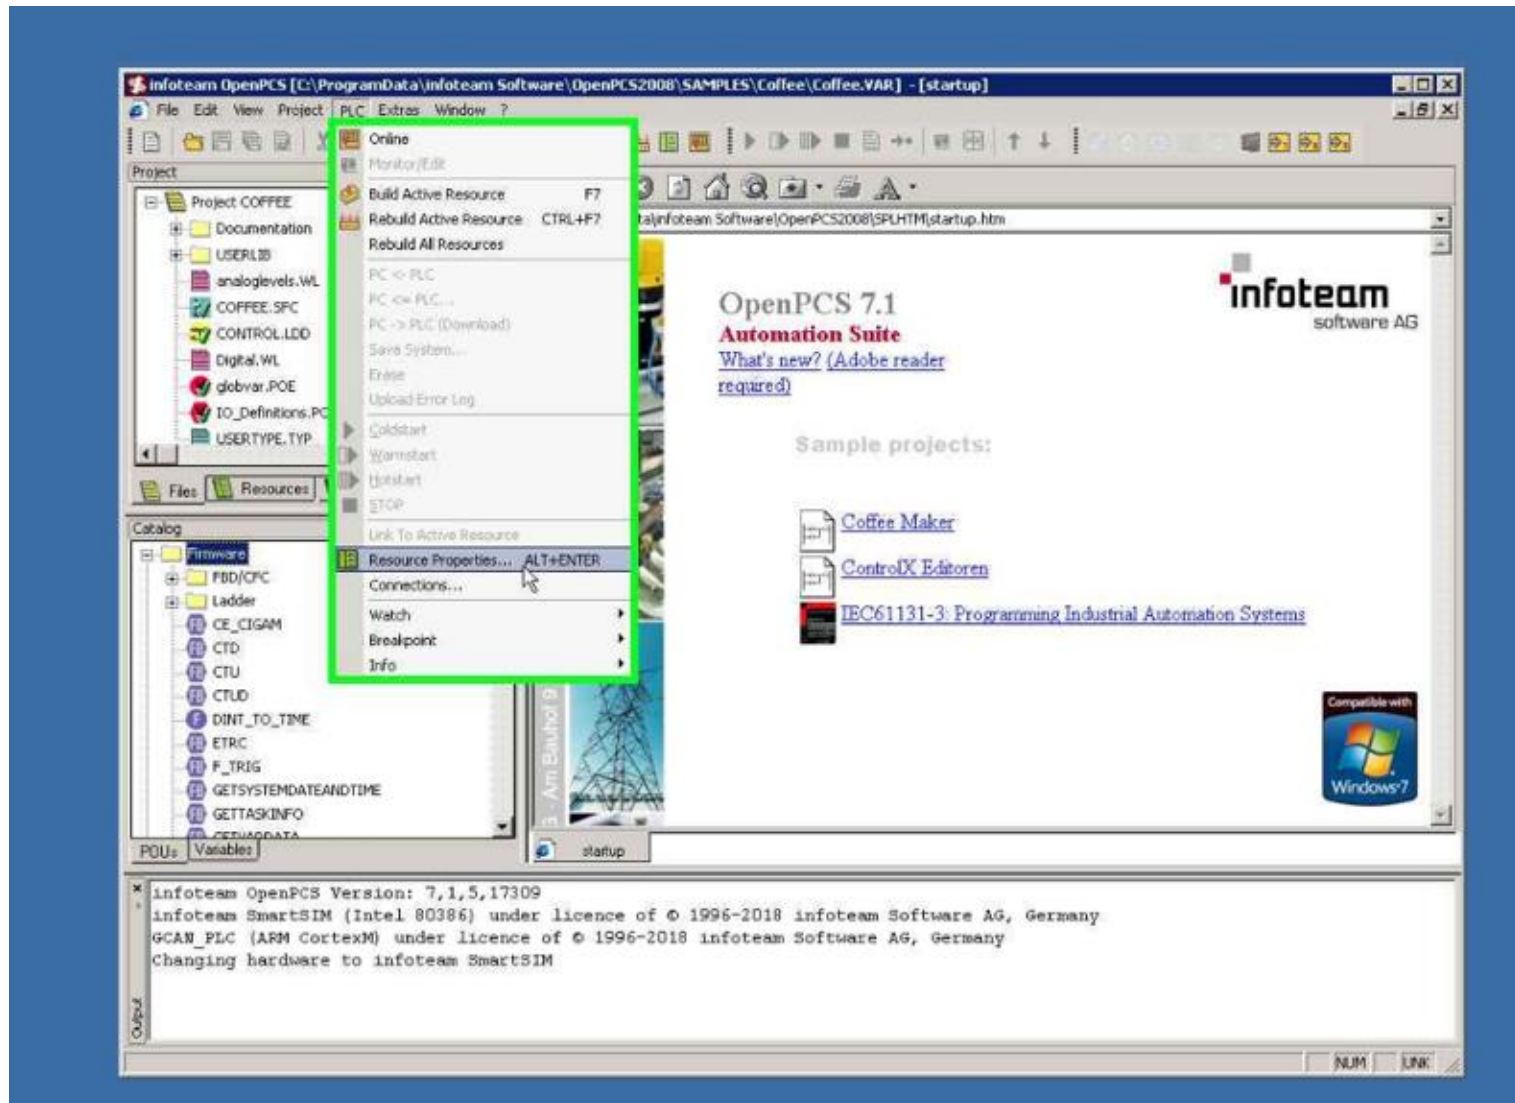 infoteam OpenPCS [C:\ProgramData\infoteam Software\OpenPCS2008\SAMPLES\Coffee\Coffee.VAR] - [startup]
File Edit View Project PLC Extras Window ?
Project
Project COFFEE
Documentation
USERLIB
analoglevels.WL
COFFEE.SFC
CONTROL.LDD
Digital.WL
globvar.POE
IO_Definitions.PO
USERTYPE.TYP
Files Resources
Catalog
Firmware
FBD/CFC
Ladder
CE_CIGAM
CTD
CTU
CTUD
DINT_TO_TIME
ETRC
F_TRIG
GETSYSTEMDATEANDTIME
GETTASKINFO
GETVARDATA
POUs Variables
Online
Monitor/Edit
Build Active Resource F7
Rebuild Active Resource CTRL+F7
Rebuild All Resources
PC <> PLC
PC <= PLC...
PC -> PLC (Download)
Save System...
Erase
Upload Error Log
Coldstart
Warmstart
Hotstart
STOP
Link To Active Resource
Resource Properties... ALT+ENTER
Connections...
Watch
Breakpoint
Info
ta\infoteam Software\OpenPCS2008\SPLHTM\startup.htm
infoteam
software AG
OpenPCS 7.1
Automation Suite
What's new? (Adobe reader
required)
Sample projects:
Coffee Maker
ControlX Editoren
IEC61131-3: Programming Industrial Automation Systems
Am Bauhof 9
Compatible with
Windows 7
startup
infoteam OpenPCS Version: 7,1,5,17309
infoteam SmartSIM (Intel 80386) under licence of © 1996-2018 infoteam Software AG, Germany
GCAN_PLC (ARM CortexM) under licence of © 1996-2018 infoteam Software AG, Germany
Changing hardware to infoteam SmartSIM
Output
NUM LINK